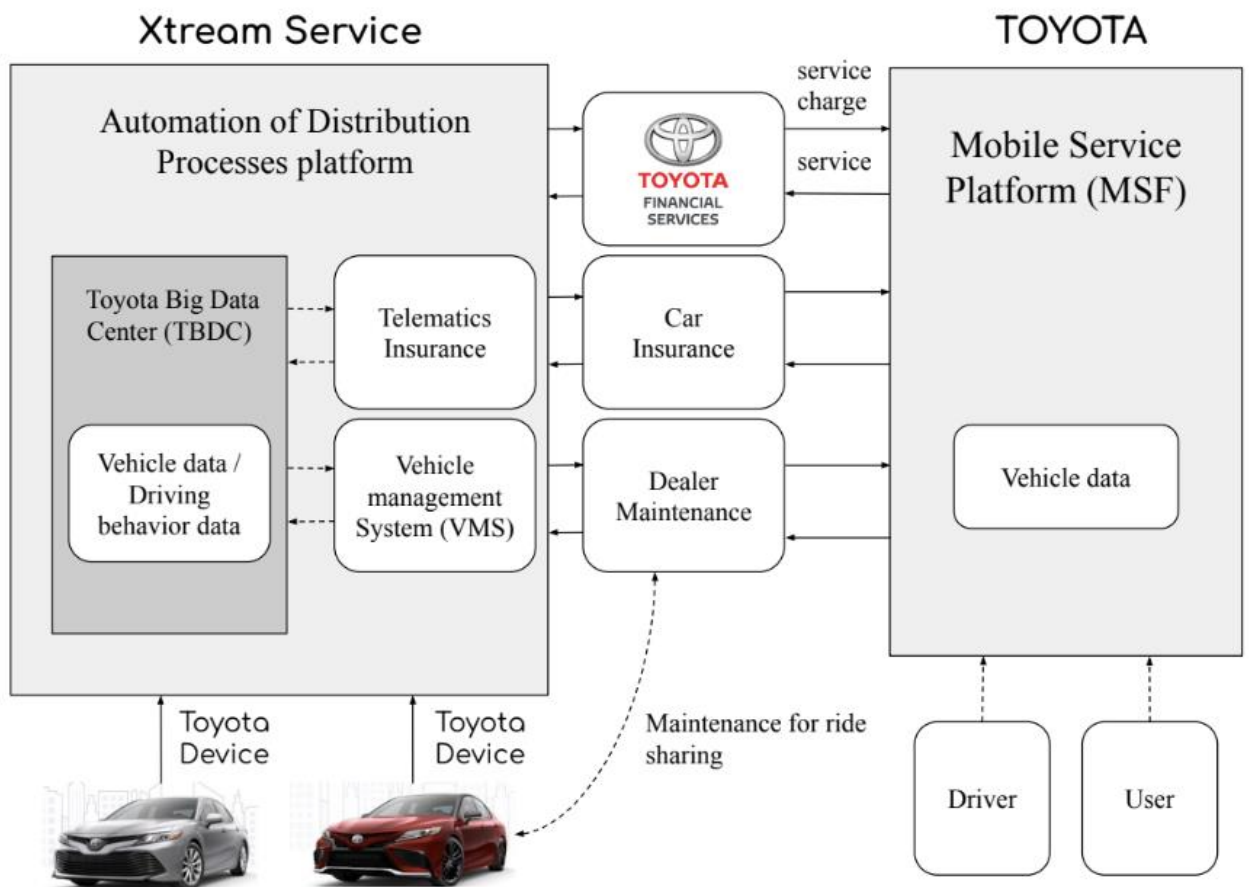 Xtream Service
TOYOTA
Automation of Distribution
Processes platform
service
charge
service
TOYOTA
FINANCIAL
SERVICES
Mobile Service
Platform (MSF)
Toyota Big Data
Center (TBDC)
Telematics
Insurance
Car
Insurance
Vehicle data /
Driving
behavior data
Vehicle
management
System (VMS)
Dealer
Maintenance
Vehicle data
Toyota
Device
Toyota
Device
Maintenance for ride
sharing
Driver
User